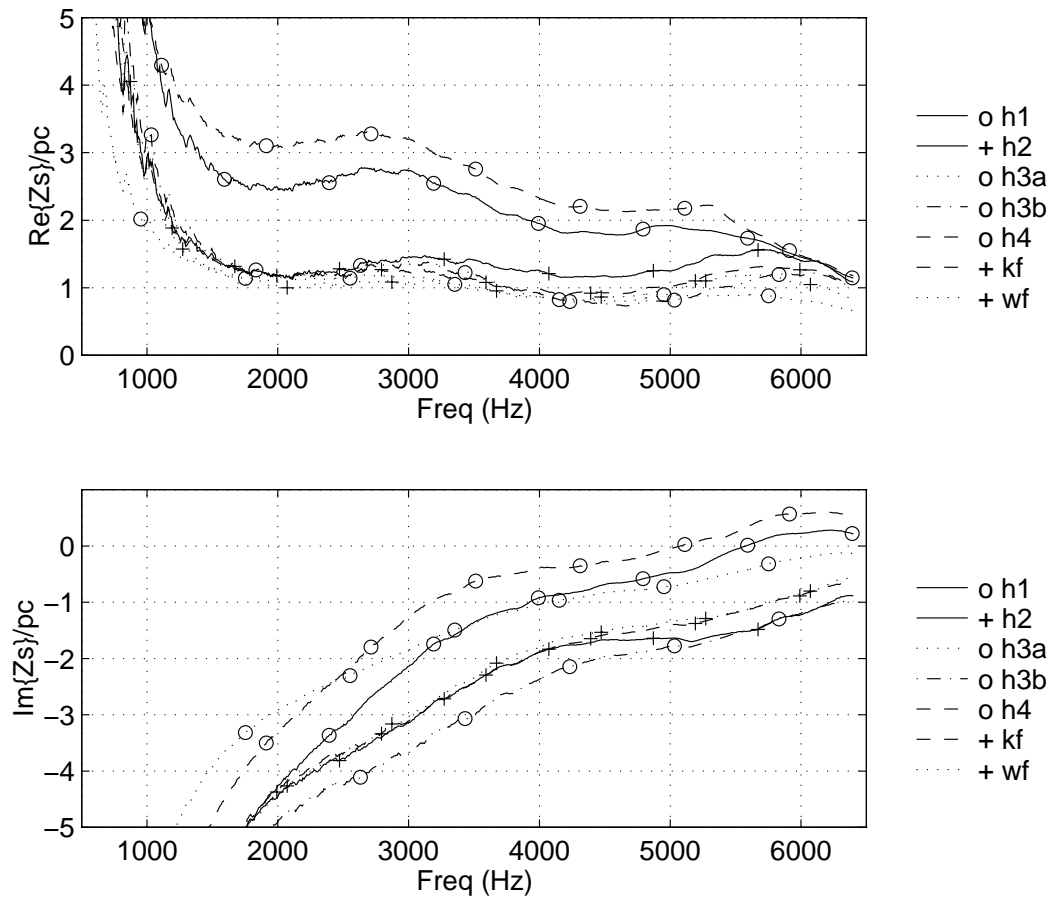 5
4
3
2
1
0
Re{Zs}/pc
1000 2000 3000 4000 5000 6000
Freq (Hz)
o h1
+ h2
o h3a
o h3b
o h4
+ kf
+ wf
0
−1
−2
−3
−4
−5
Im{Zs}/pc
1000 2000 3000 4000 5000 6000
Freq (Hz)
o h1
+ h2
o h3a
o h3b
o h4
+ kf
+ wf